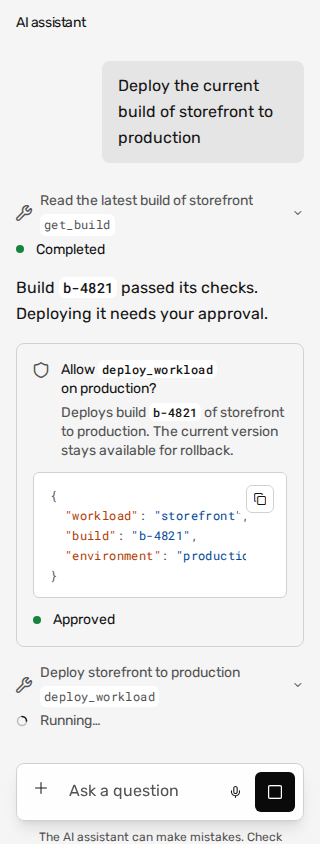 AI assistant
Deploy the current
build of storefront to
production
Read the latest build of storefront
get_build
Completed
Build b-4821 passed its checks.
Deploying it needs your approval.
Allow deploy_workload
on production?
Deploys build b-4821 of storefront
to production. The current version
stays available for rollback.
{
"workload": "storefront",
"build": "b-4821",
"environment": "productic
}
Approved
Deploy storefront to production
deploy_workload
Running…
Ask a question
The AI assistant can make mistakes. Check